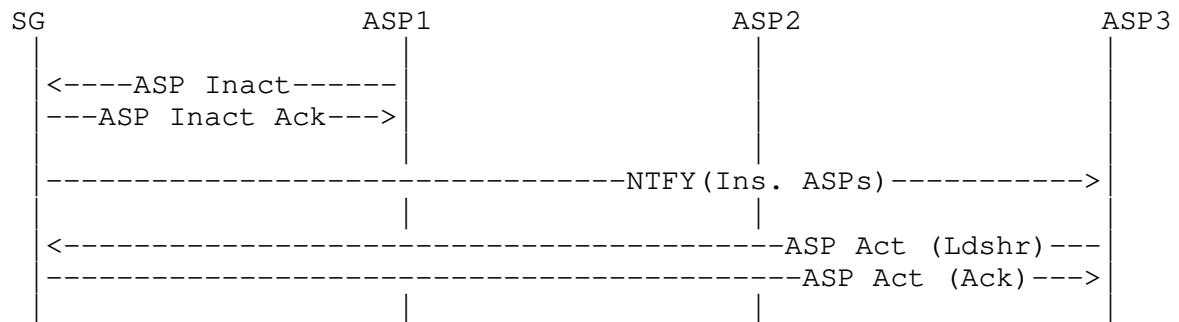 SG ASP1 ASP2 ASP3
<----ASP Inact------
---ASP Inact Ack--->
---------------------------------NTFY(Ins. ASPs)----------->
<-----------------------------------------ASP Act (Ldshr)---
-------------------------------------------ASP Act (Ack)--->